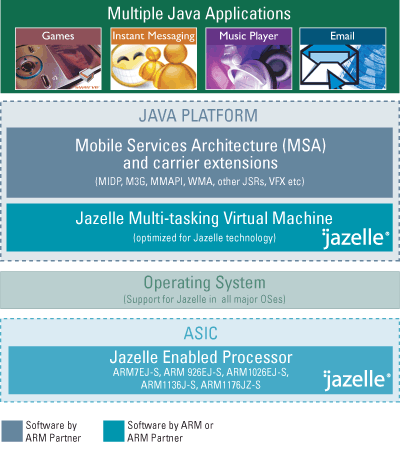 Multiple Java Applications
Games
Instant Messaging
Music Player
Email
JAVA PLATFORM
Mobile Services Architecture (MSA)
and carrier extensions
(MIDP, M3G, MMAPI, WMA, other JSRs, VFX etc)
Jazelle Multi-tasking Virtual Machine
(optimized for Jazelle technology)
jazelle®
Operating System
(Support for Jazelle in all major OSes)
ASIC
Jazelle Enabled Processor
ARM7EJ-S, ARM 926EJ-S, ARM1026EJ-S,
ARM1136J-S, ARM1176JZ-S
jazelle®
Software by
ARM Partner
Software by ARM or
ARM Partner